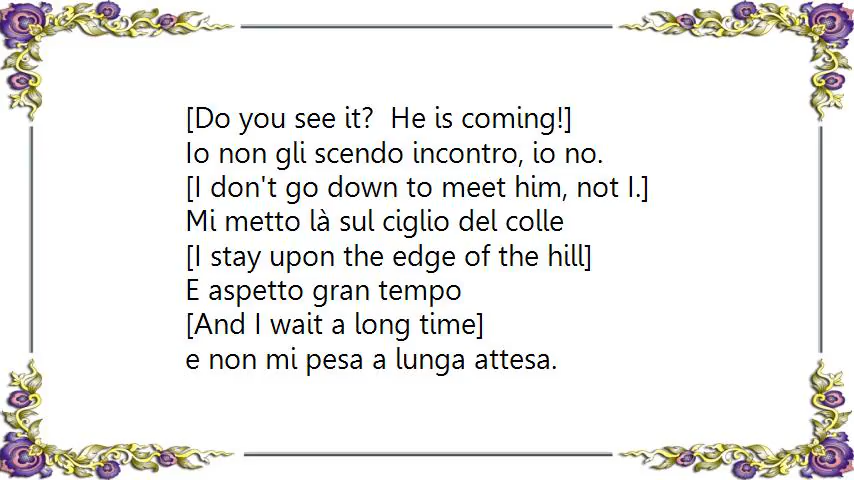 [Do you see it?  He is coming!]
Io non gli scendo incontro, io no.
[I don't go down to meet him, not I.]
Mi metto là sul ciglio del colle
[I stay upon the edge of the hill]
E aspetto gran tempo
[And I wait a long time]
e non mi pesa a lunga attesa.